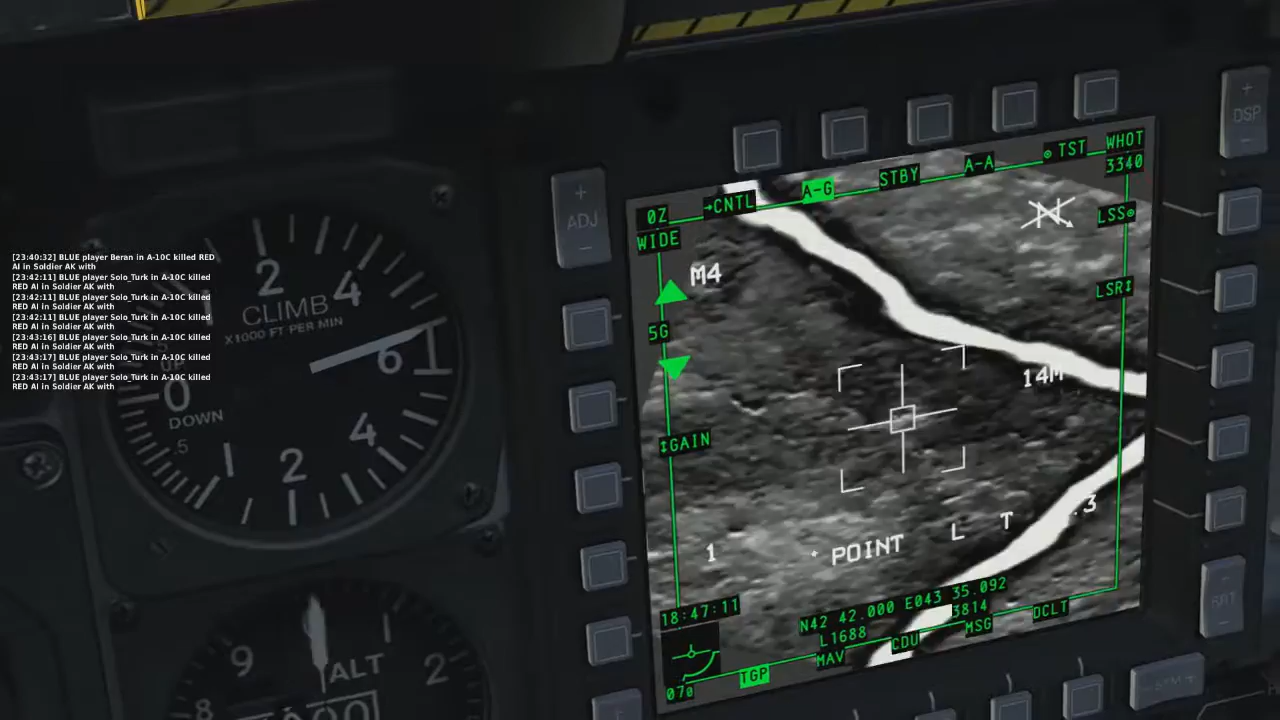 [23:40:32] BLUE player Beran in A-10C killed RED
AI in Soldier AK with
[23:42:11] BLUE player Solo_Turk in A-10C killed
RED AI in Soldier AK with
[23:42:11] BLUE player Solo_Turk in A-10C killed
RED AI in Soldier AK with
[23:42:11] BLUE player Solo_Turk in A-10C killed
RED AI in Soldier AK with
[23:43:16] BLUE player Solo_Turk in A-10C killed
RED AI in Soldier AK with
[23:43:17] BLUE player Solo_Turk in A-10C killed
RED AI in Soldier AK with
[23:43:17] BLUE player Solo_Turk in A-10C killed
RED AI in Soldier AK with
2 4
CLIMB
X1000 FT PER MIN
6
UP
0
DOWN
.5
1
2
4
9
ALT
1
2
8
+
ADJ
-
+
DSP
-
0Z →CNTL A-G STBY A-A TST WHOT
3340
WIDE
M4
N
LSS
5G
LSR↕
14M
↕GAIN
1
POINT L T .3
18:47:11
N42 42.000 E043 35.092
L1688 3814
070 TGP MAV CDU MSG DCLT